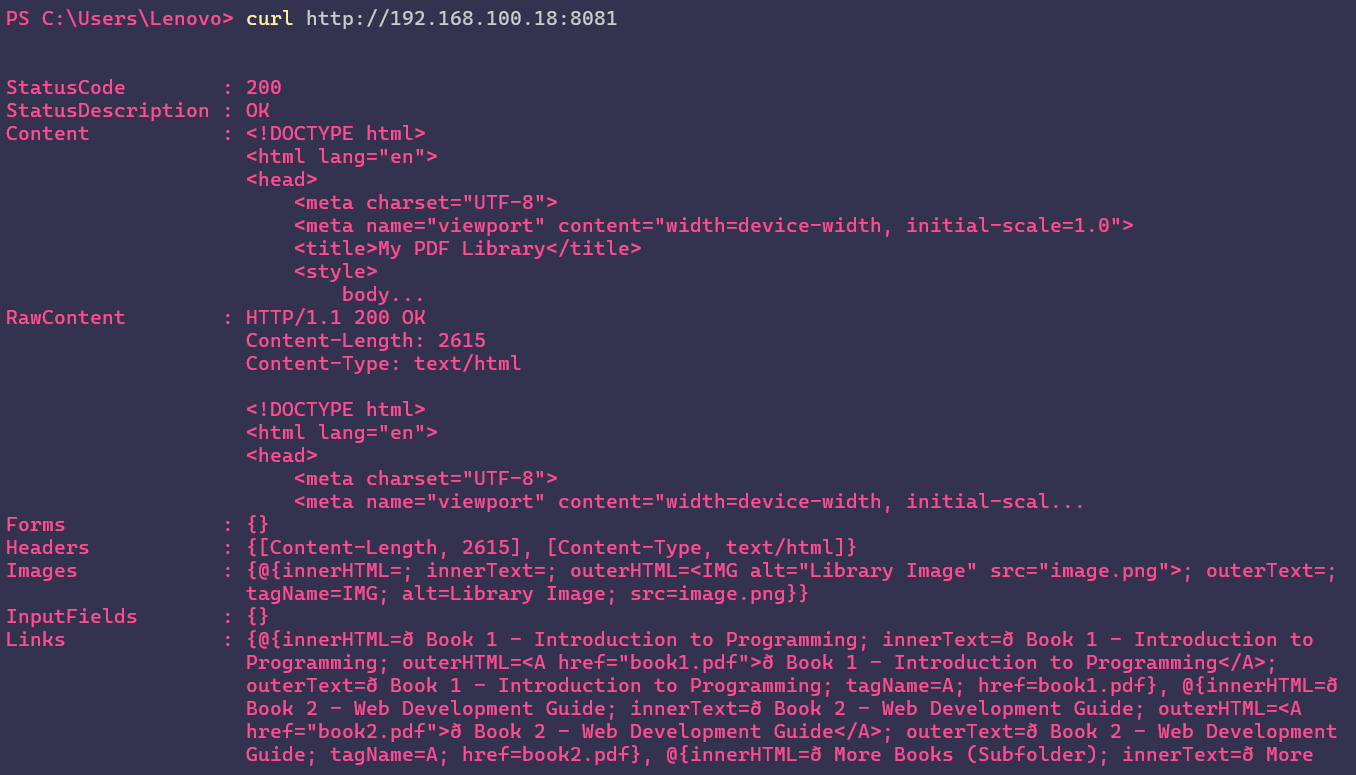 PS C:\Users\Lenovo> curl http://192.168.100.18:8081
StatusCode        : 200
StatusDescription : OK
Content           : <!DOCTYPE html>
                    <html lang="en">
                    <head>
                        <meta charset="UTF-8">
                        <meta name="viewport" content="width=device-width, initial-scale=1.0">
                        <title>My PDF Library</title>
                        <style>
                            body...
RawContent        : HTTP/1.1 200 OK
                    Content-Length: 2615
                    Content-Type: text/html

                    <!DOCTYPE html>
                    <html lang="en">
                    <head>
                        <meta charset="UTF-8">
                        <meta name="viewport" content="width=device-width, initial-scal...
Forms             : {}
Headers           : {[Content-Length, 2615], [Content-Type, text/html]}
Images            : {@{innerHTML=; innerText=; outerHTML=<IMG alt="Library Image" src="image.png">; outerText=;
                    tagName=IMG; alt=Library Image; src=image.png}}
InputFields       : {}
Links             : {@{innerHTML=ð Book 1 - Introduction to Programming; innerText=ð Book 1 - Introduction to
                    Programming; outerHTML=<A href="book1.pdf">ð Book 1 - Introduction to Programming</A>;
                    outerText=ð Book 1 - Introduction to Programming; tagName=A; href=book1.pdf}, @{innerHTML=ð
                    Book 2 - Web Development Guide; innerText=ð Book 2 - Web Development Guide; outerHTML=<A
                    href="book2.pdf">ð Book 2 - Web Development Guide</A>; outerText=ð Book 2 - Web Development
                    Guide; tagName=A; href=book2.pdf}, @{innerHTML=ð More Books (Subfolder); innerText=ð More